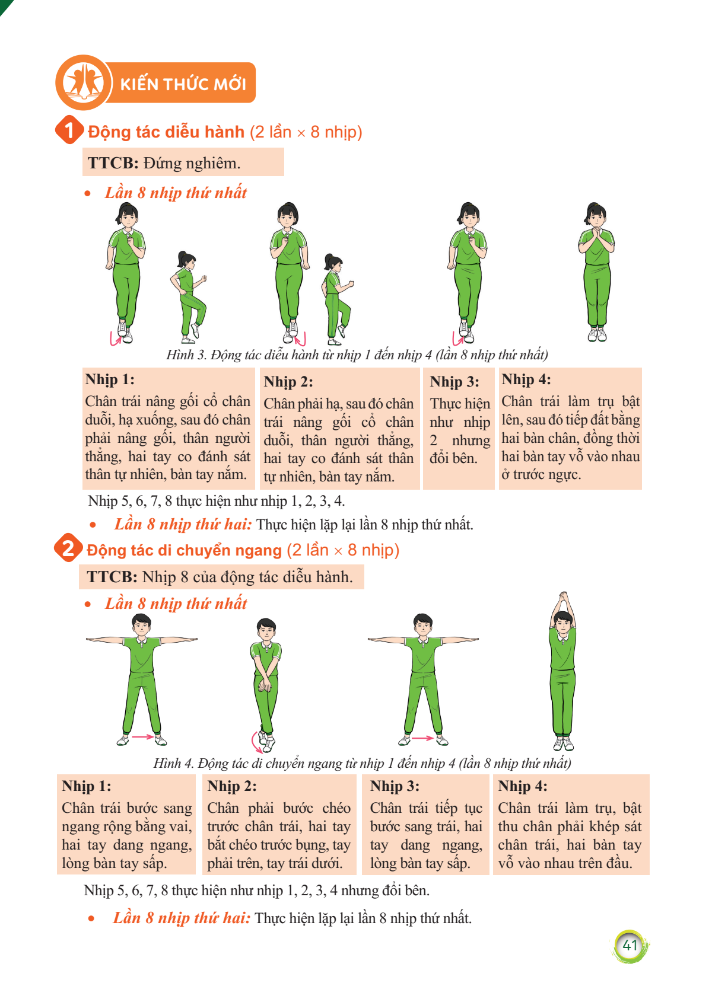 KIẾN THỨC MỚI
1 Động tác diễu hành (2 lần × 8 nhịp)
TTCB: Đứng nghiêm.
• Lần 8 nhịp thứ nhất
Hình 3. Động tác diễu hành từ nhịp 1 đến nhịp 4 (lần 8 nhịp thứ nhất)
Nhịp 1:
Chân trái nâng gối cổ chân
duỗi, hạ xuống, sau đó chân
phải nâng gối, thân người
thẳng, hai tay co đánh sát
thân tự nhiên, bàn tay nắm.
Nhịp 2:
Chân phải hạ, sau đó chân
trái nâng gối cổ chân
duỗi, thân người thẳng,
hai tay co đánh sát thân
tự nhiên, bàn tay nắm.
Nhịp 3:
Thực hiện
như nhịp
2 nhưng
đổi bên.
Nhịp 4:
Chân trái làm trụ bật
lên, sau đó tiếp đất bằng
hai bàn chân, đồng thời
hai bàn tay vỗ vào nhau
ở trước ngực.
Nhịp 5, 6, 7, 8 thực hiện như nhịp 1, 2, 3, 4.
• Lần 8 nhịp thứ hai: Thực hiện lặp lại lần 8 nhịp thứ nhất.
2 Động tác di chuyển ngang (2 lần × 8 nhịp)
TTCB: Nhịp 8 của động tác diễu hành.
• Lần 8 nhịp thứ nhất
Hình 4. Động tác di chuyển ngang từ nhịp 1 đến nhịp 4 (lần 8 nhịp thứ nhất)
Nhịp 1:
Chân trái bước sang
ngang rộng bằng vai,
hai tay dang ngang,
lòng bàn tay sấp.
Nhịp 2:
Chân phải bước chéo
trước chân trái, hai tay
bắt chéo trước bụng, tay
phải trên, tay trái dưới.
Nhịp 3:
Chân trái tiếp tục
bước sang trái, hai
tay dang ngang,
lòng bàn tay sấp.
Nhịp 4:
Chân trái làm trụ, bật
thu chân phải khép sát
chân trái, hai bàn tay
vỗ vào nhau trên đầu.
Nhịp 5, 6, 7, 8 thực hiện như nhịp 1, 2, 3, 4 nhưng đổi bên.
• Lần 8 nhịp thứ hai: Thực hiện lặp lại lần 8 nhịp thứ nhất.
41